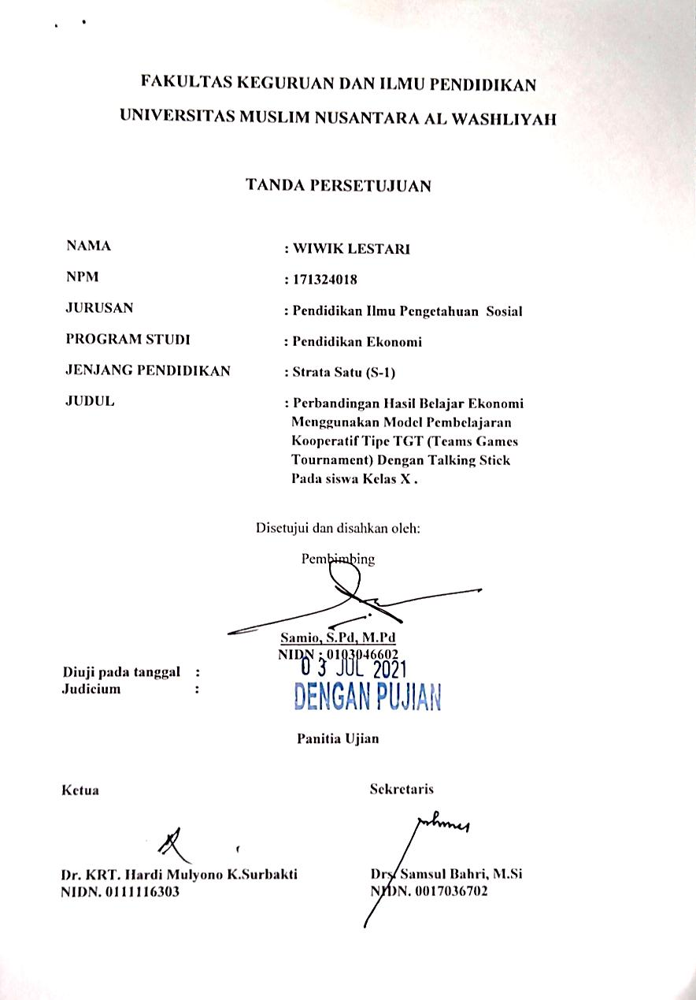 FAKULTAS KEGURUAN DAN ILMU PENDIDIKAN
UNIVERSITAS MUSLIM NUSANTARA AL WASHLIYAH
TANDA PERSETUJUAN
NAMA : WIWIK LESTARI
NPM : 171324018
JURUSAN : Pendidikan Ilmu Pengetahuan Sosial
PROGRAM STUDI : Pendidikan Ekonomi
JENJANG PENDIDIKAN : Strata Satu (S-1)
JUDUL : Perbandingan Hasil Belajar Ekonomi
Menggunakan Model Pembelajaran
Kooperatif Tipe TGT (Teams Games
Tournament) Dengan Talking Stick
Pada siswa Kelas X .
Disetujui dan disahkan oleh:
Pembimbing
Samio, S.Pd, M.Pd
NIDN : 0103046602
Diuji pada tanggal : 03 JUL 2021
Judicium : DENGAN PUJIAN
Panitia Ujian
Ketua Sekretaris
Dr. KRT. Hardi Mulyono K.Surbakti Drs. Samsul Bahri, M.Si
NIDN. 0111116303 NIDN. 0017036702